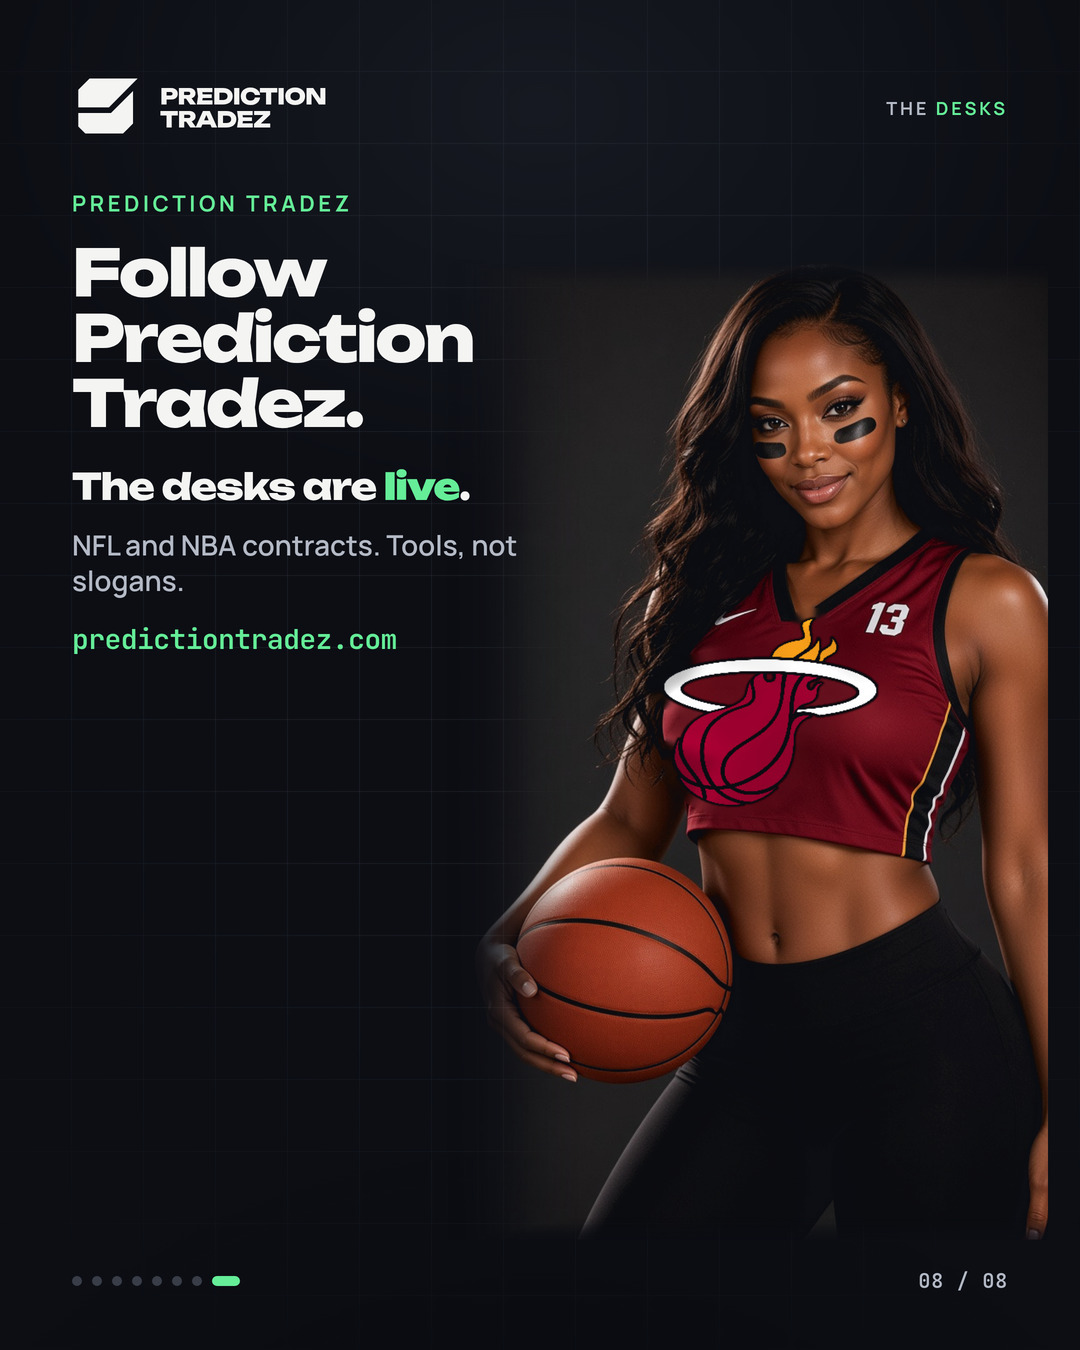 PREDICTION
TRADEZ
THE DESKS
PREDICTION TRADEZ
Follow
Prediction
Tradez.
The desks are live.
NFL and NBA contracts. Tools, not
slogans.
predictiontradez.com
13
08 / 08